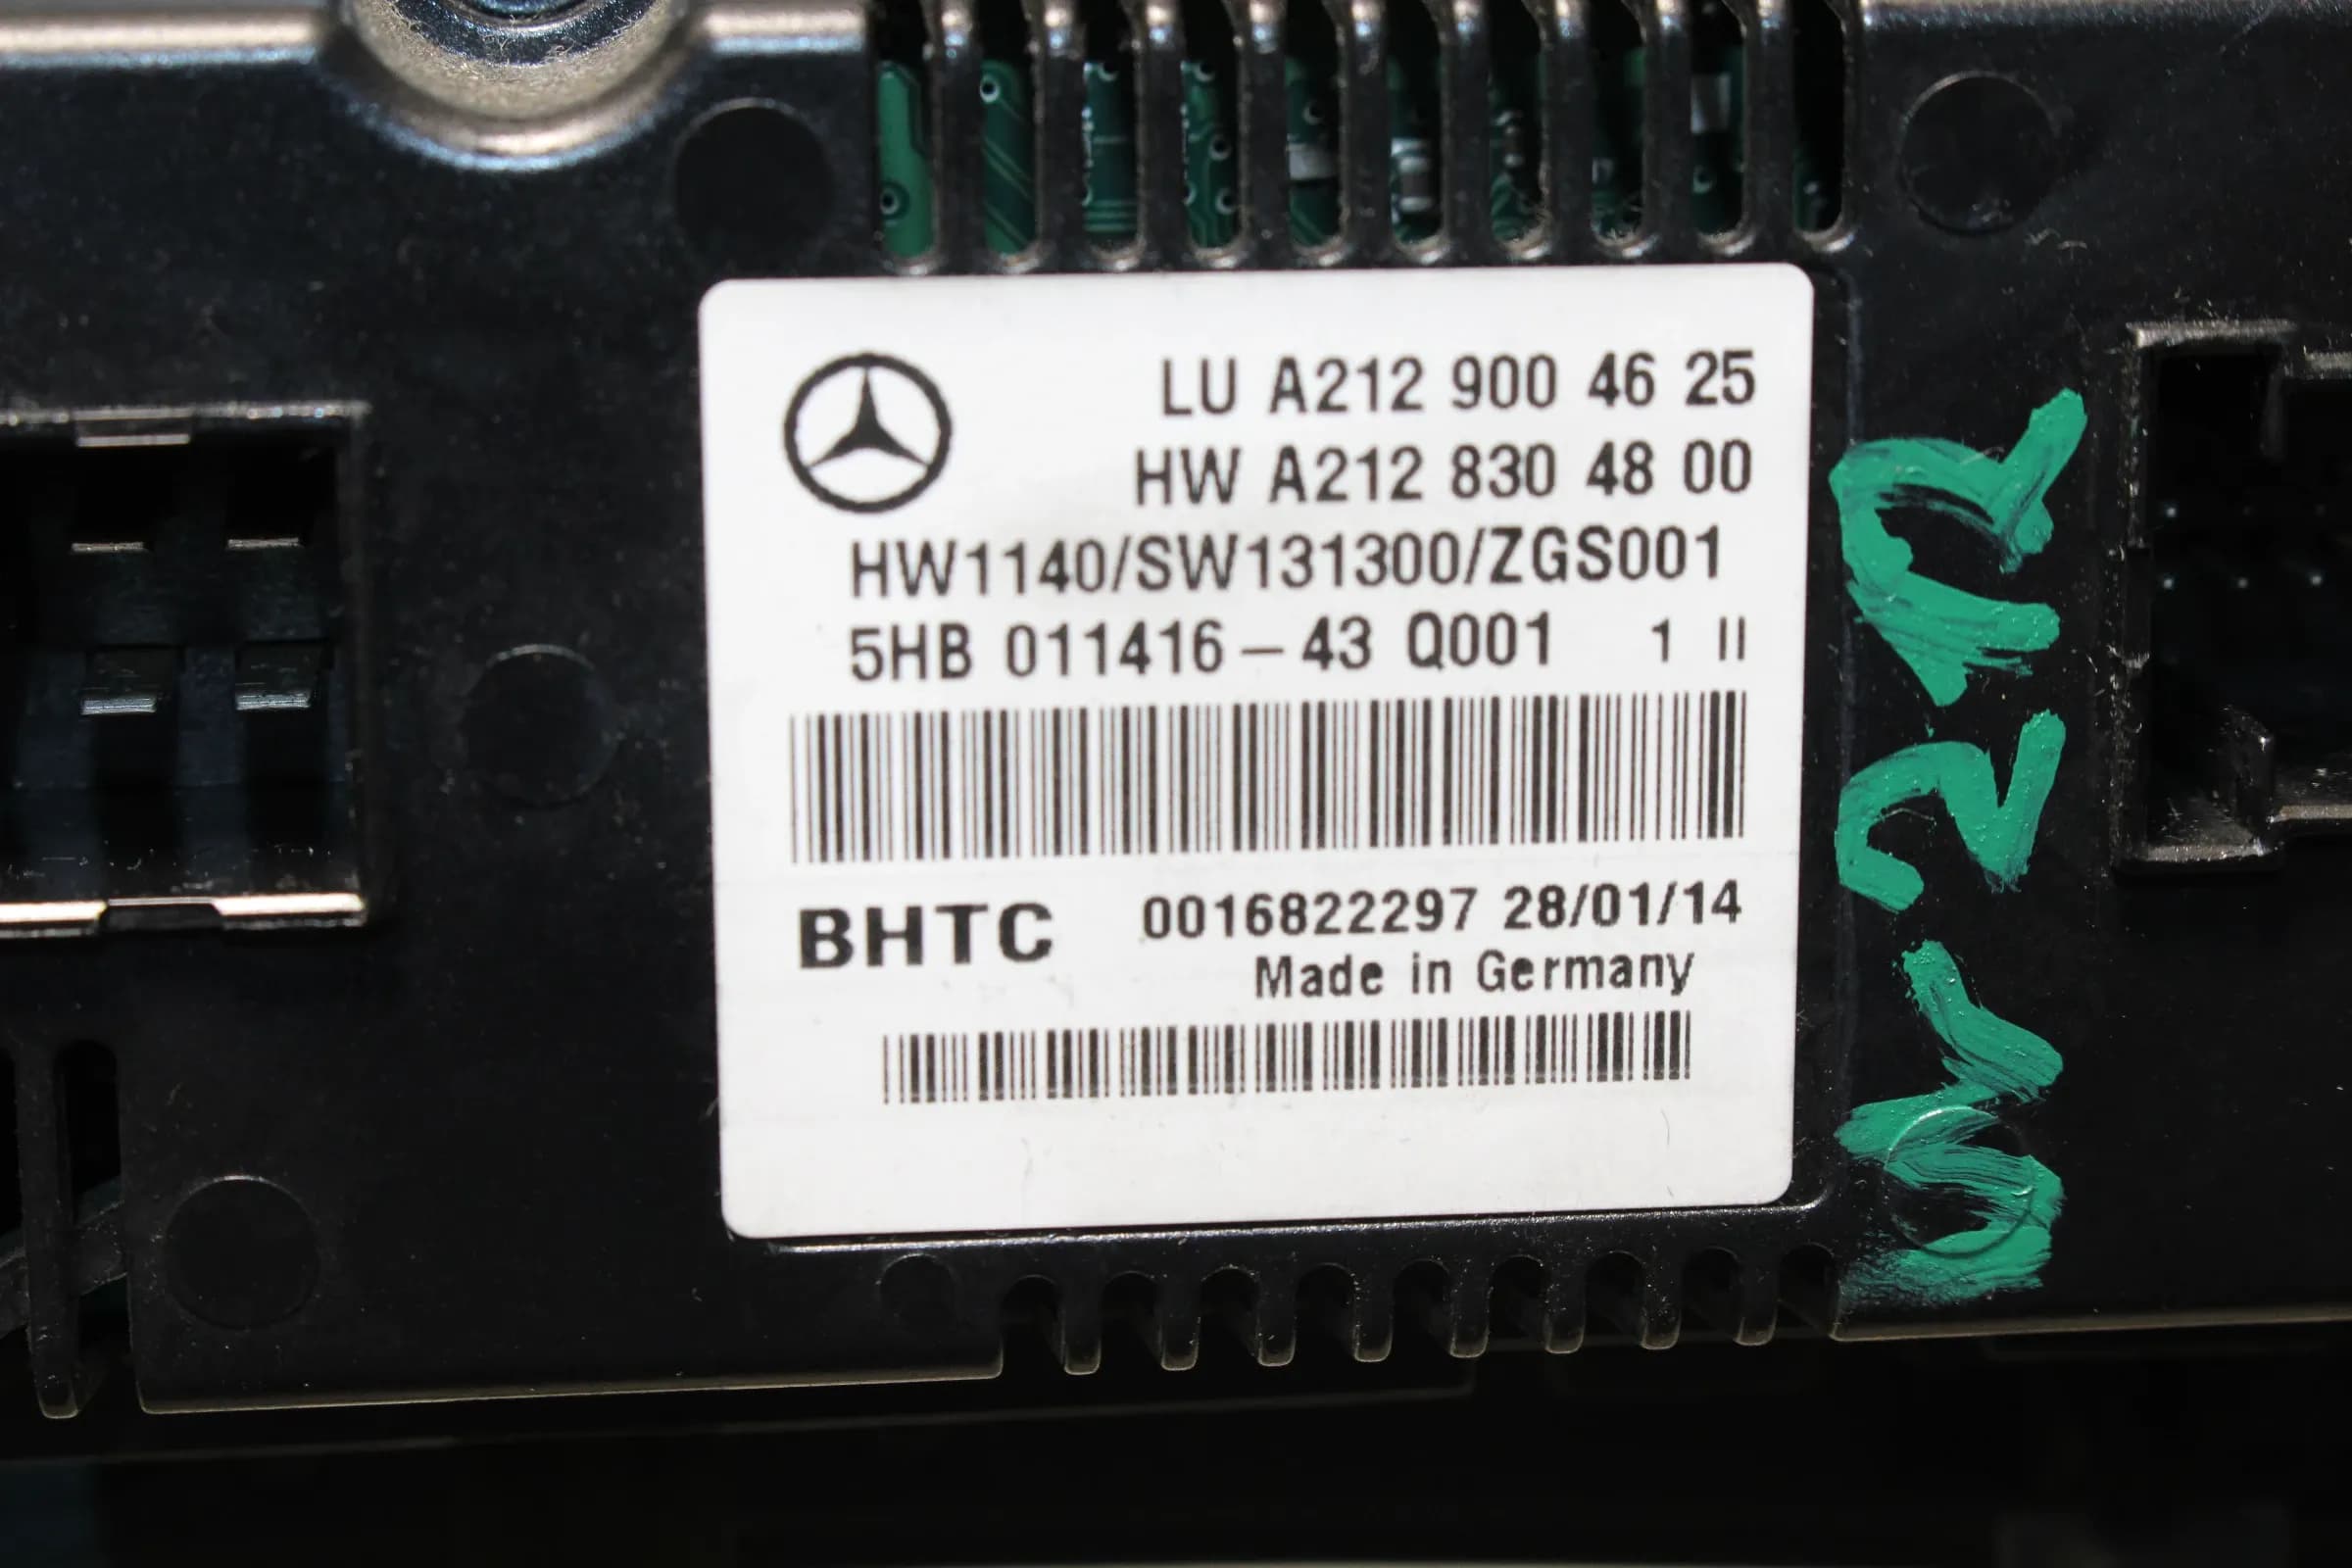 LU A212 900 46 25
HW A212 830 48 00
HW1140/SW131300/ZGS001
5HB 011416-43 Q001 1 II
BHTC 0016822297 28/01/14
Made in Germany